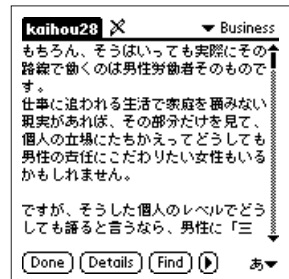 kaihou28 ▼ Business
もちろん、そうはいっても実際にその
路線で働くのは男性労働者そのもので
す。
仕事に追われる生活で家庭を顧みない
現実があれば、その部分だけを見て、
個人の立場にたちかえってどうしても
男性の責任にこだわりたい女性もいる
かもしれません。
ですが、そうした個人のレベルでどう
しても語ると言うなら、男性に「三
Done Details Find あ▼